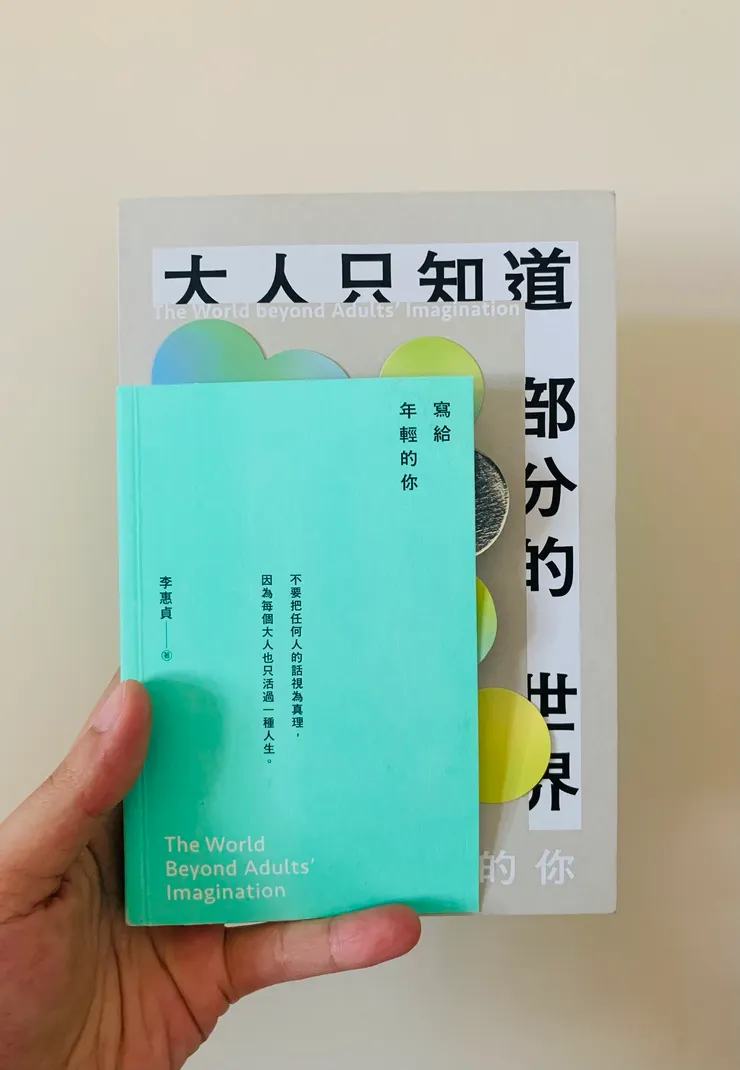 大人只知道
部分的
世界
The World beyond Adults' Imagination
的你
寫給
年輕的你
不要把任何人的話視為真理，
因為每個大人也只活過一種人生。
李惠貞——著
The World
Beyond Adults'
Imagination